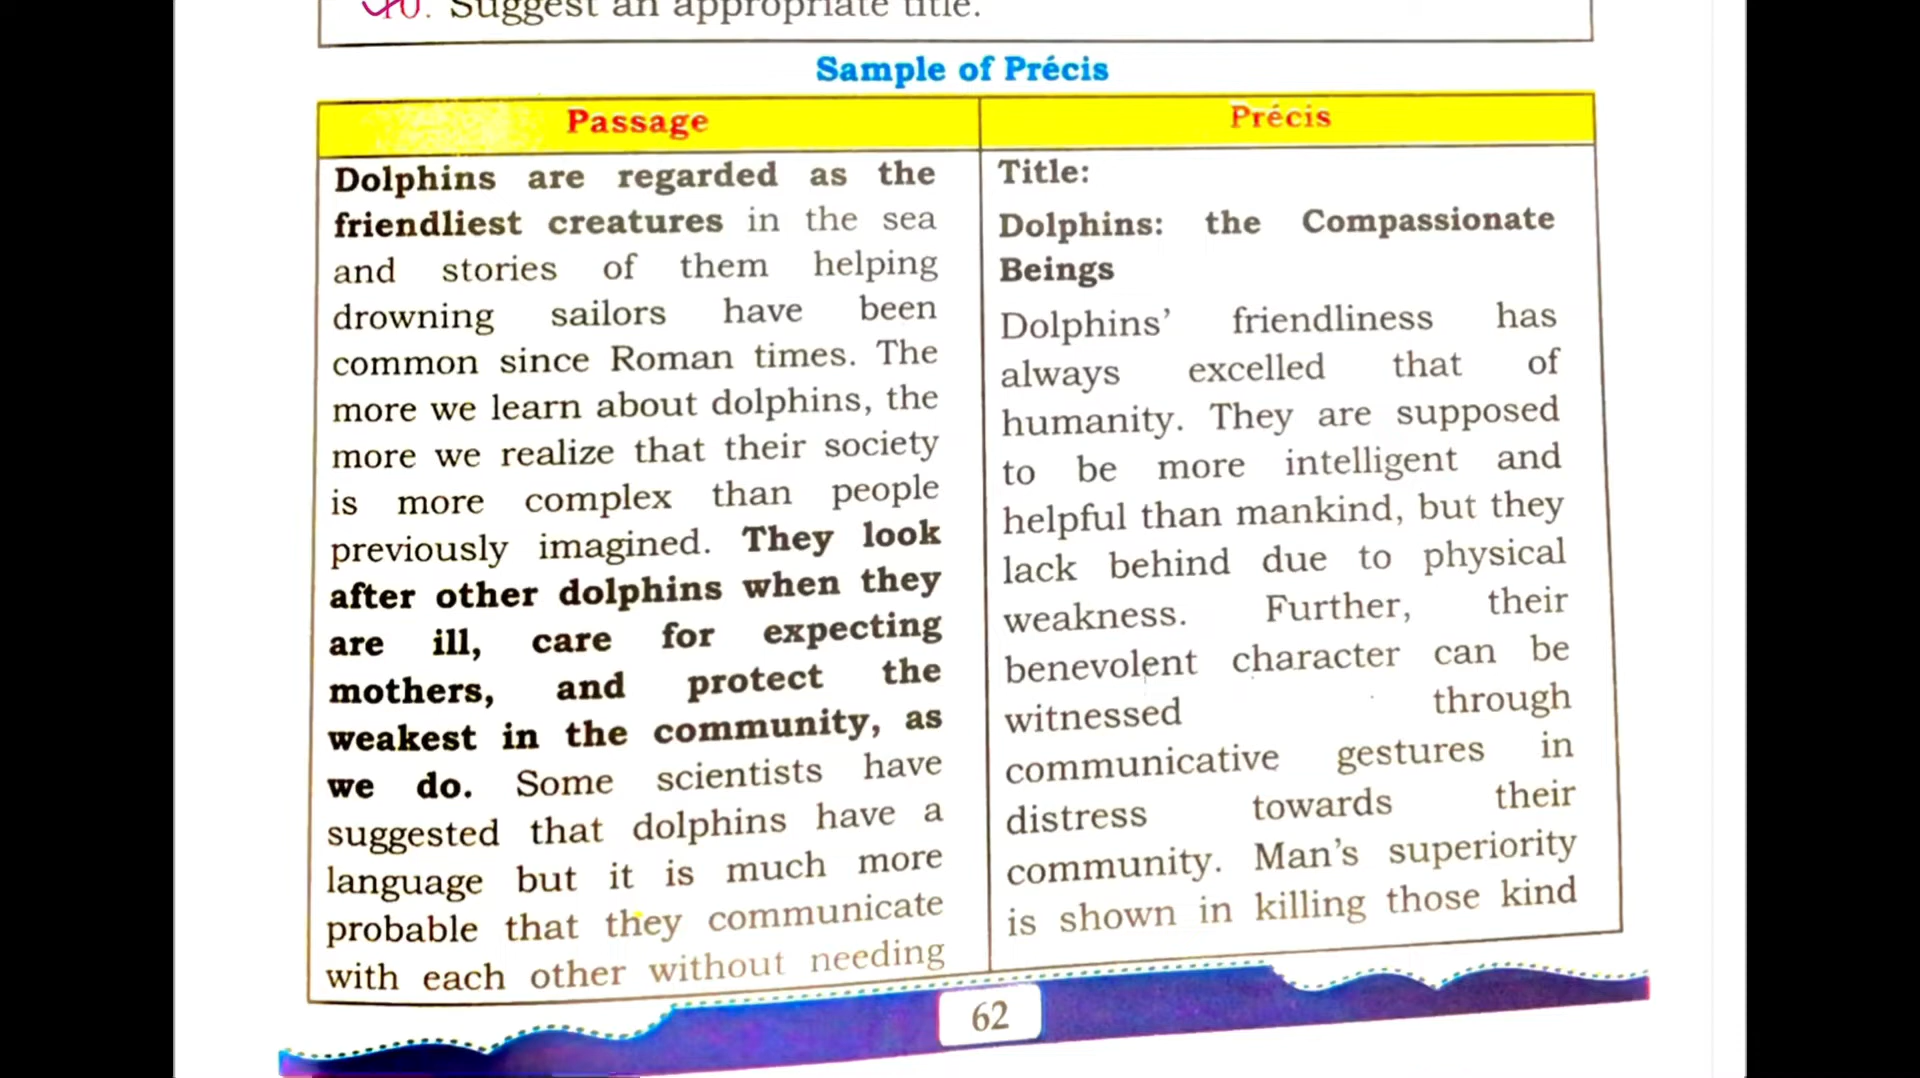 10. Suggest an appropriate title.
Sample of Précis
Passage
Dolphins are regarded as the
friendliest creatures in the sea
and stories of them helping
drowning sailors have been
common since Roman times. The
more we learn about dolphins, the
more we realize that their society
is more complex than people
previously imagined. They look
after other dolphins when they
are ill, care for expecting
mothers, and protect the
weakest in the community, as
we do. Some scientists have
suggested that dolphins have a
language but it is much more
probable that they communicate
with each other without needing
Précis
Title:
Dolphins: the Compassionate
Beings
Dolphins’ friendliness has
always excelled that of
humanity. They are supposed
to be more intelligent and
helpful than mankind, but they
lack behind due to physical
weakness. Further, their
benevolent character can be
witnessed through
communicative gestures in
distress towards their
community. Man’s superiority
is shown in killing those kind
62